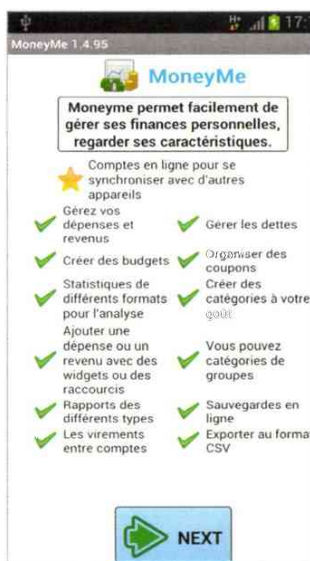 17:
MoneyMe 1.4.95
MoneyMe
Moneyme permet facilement de
gérer ses finances personnelles,
regarder ses caractéristiques.
Comptes en ligne pour se
synchroniser avec d'autres
appareils
Gérez vos
dépenses et
revenus
Gérer les dettes
Créer des budgets
Organiser des
coupons
Statistiques de
différents formats
pour l'analyse
Créer des
catégories à votre
goût
Ajouter une
dépense ou un
revenu avec des
widgets ou des
raccourcis
Vous pouvez
catégories de
groupes
Rapports des
différents types
Sauvegardes en
ligne
Les virements
entre comptes
Exporter au format
CSV
NEXT